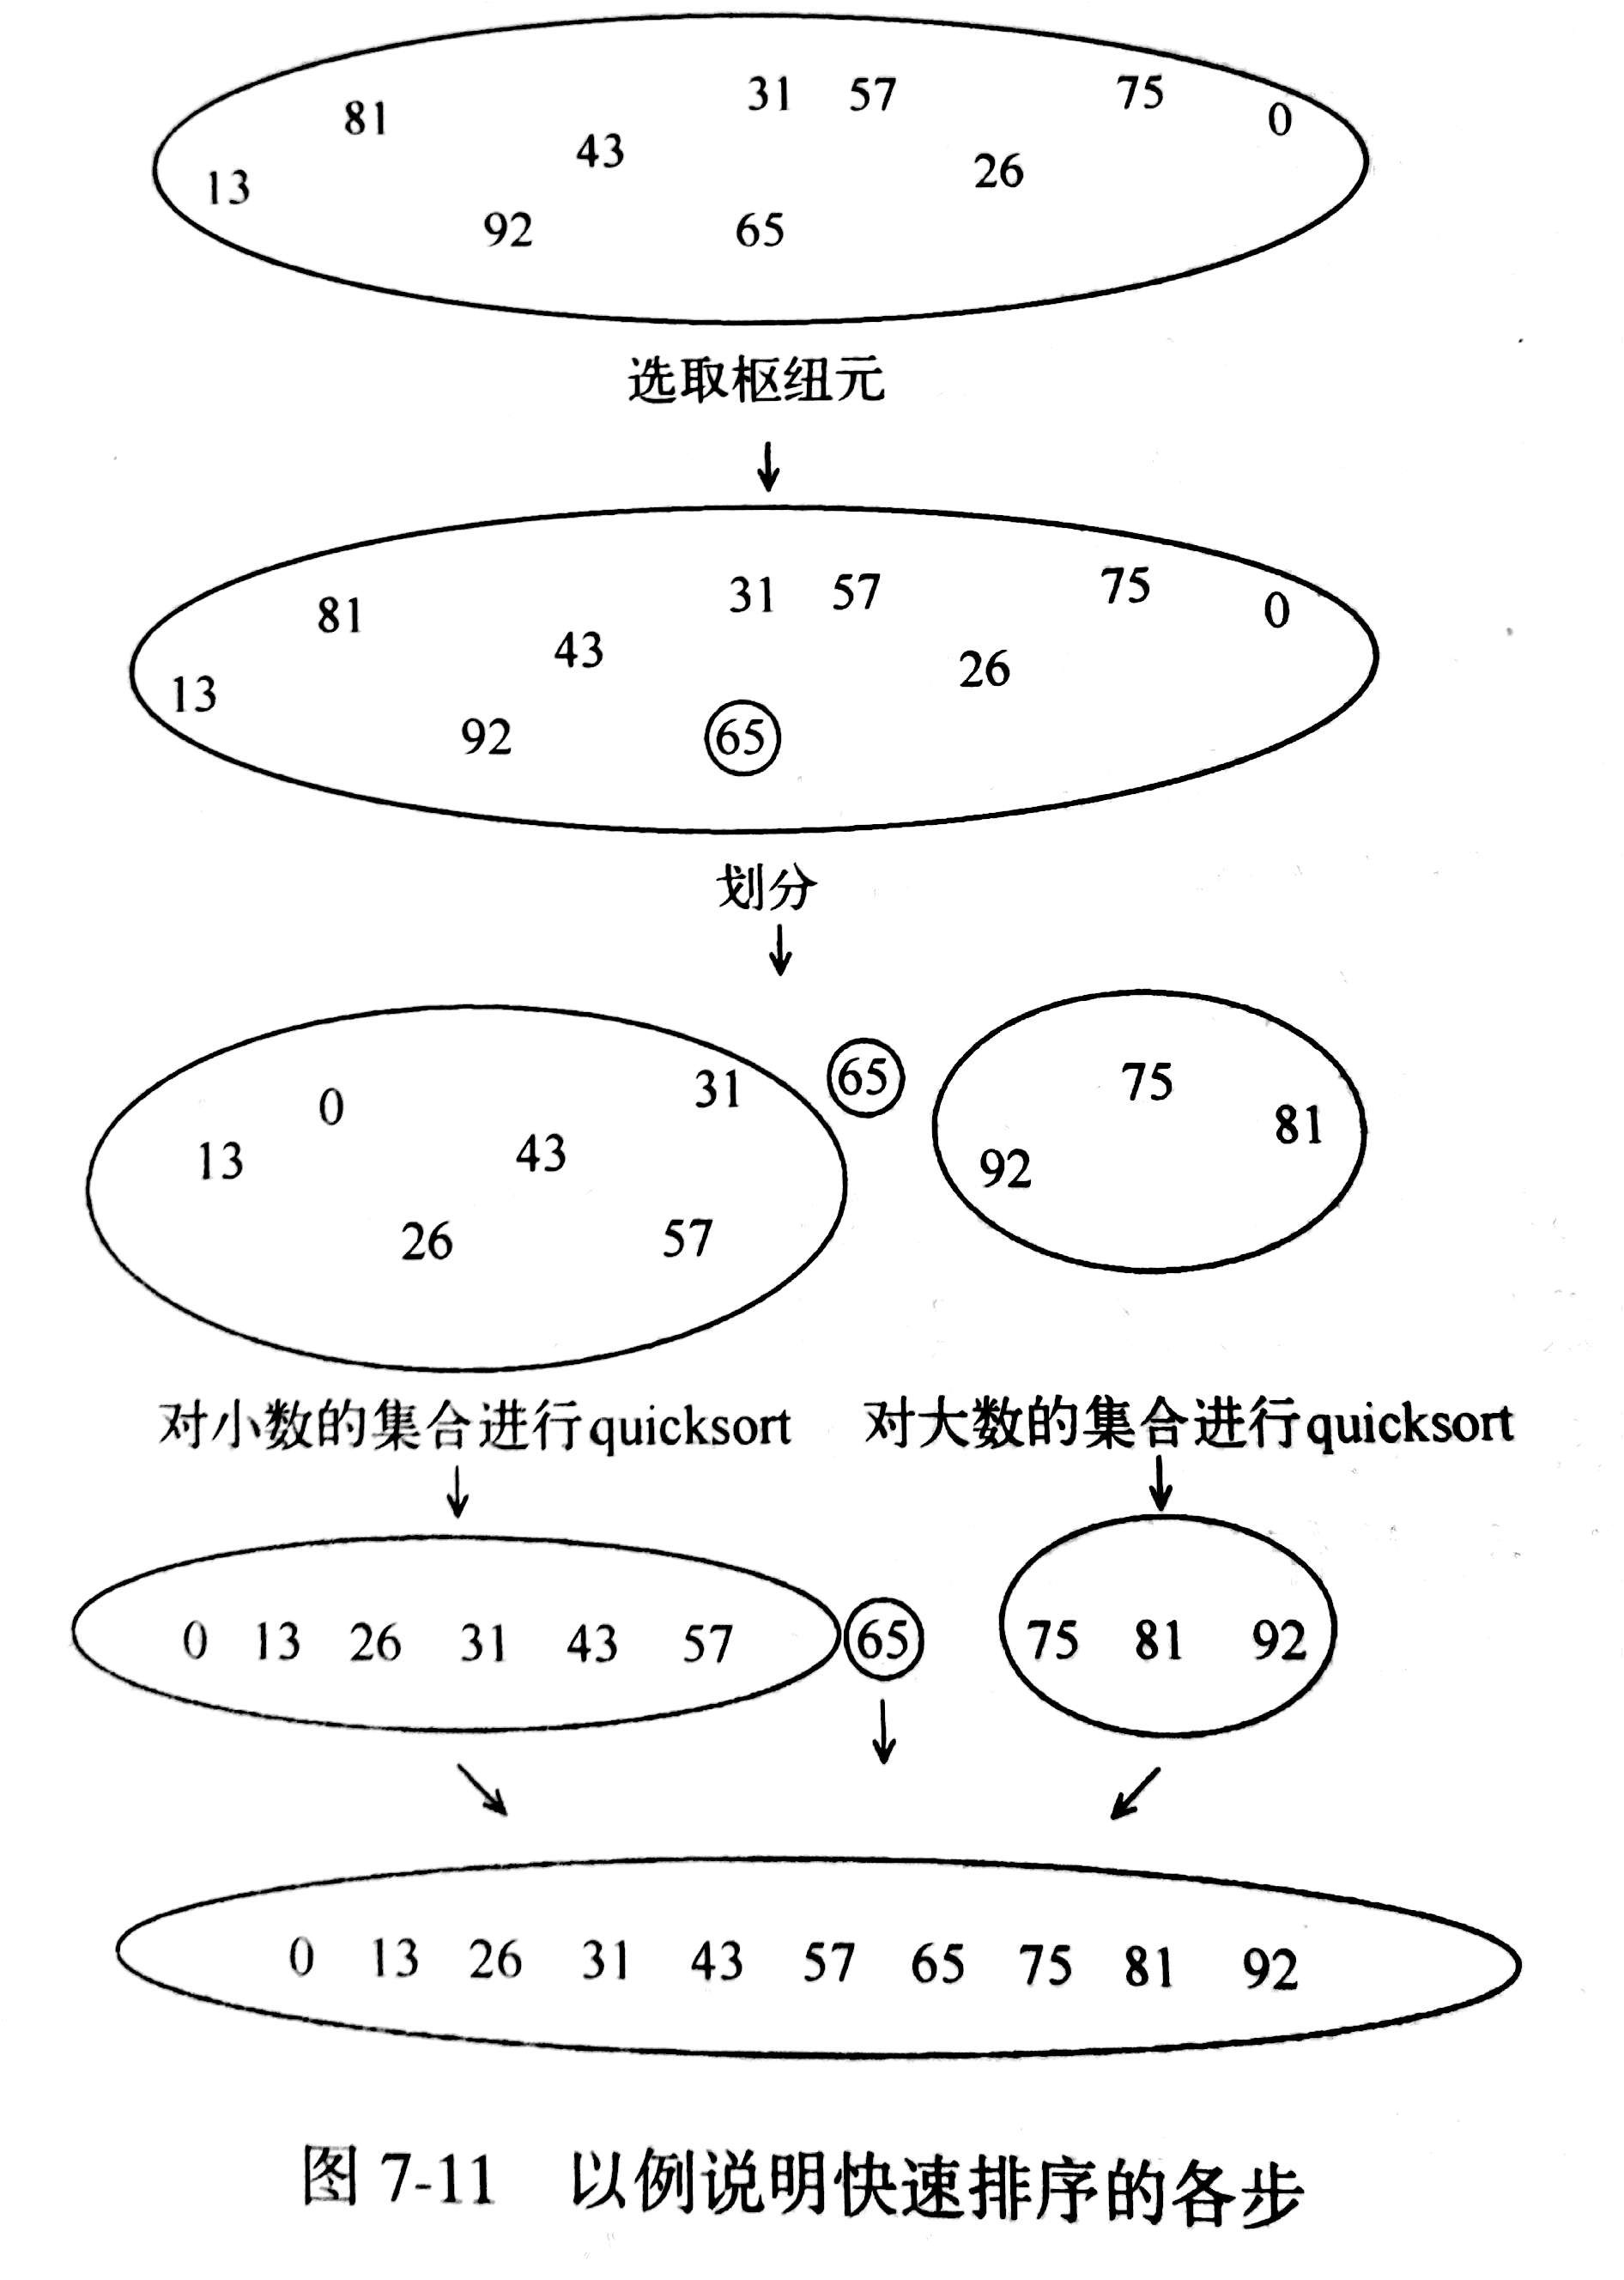 81 31 57 75 0
13 43 26
92 65
选取枢纽元
81 31 57 75 0
13 43 26
92 65
划分
0 31 65 75
13 43 92 81
26 57
对小数的集合进行quicksort 对大数的集合进行quicksort
0 13 26 31 43 57 65 75 81 92
0 13 26 31 43 57 65 75 81 92
图 7-11 以例说明快速排序的各步